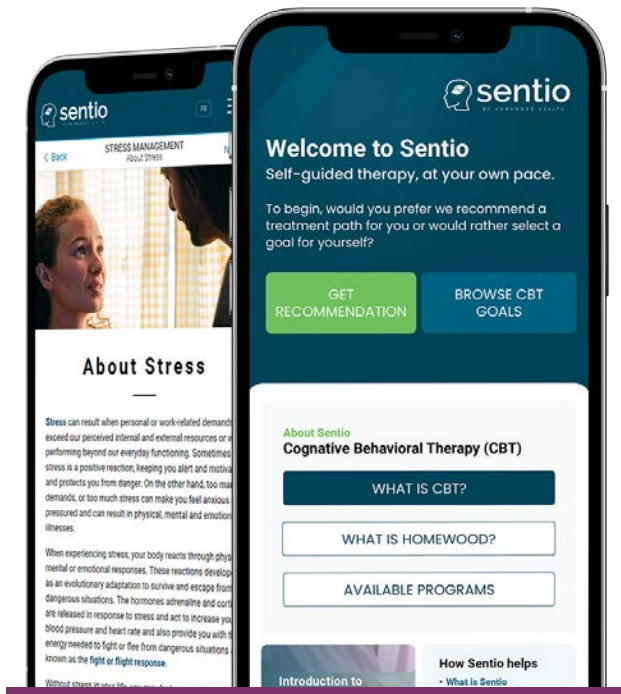 sentio
FR
< Back
STRESS MANAGEMENT
About Stress
N
About Stress
Stress can result when personal or work-related demands
exceed our perceived internal and external resources or w
performing beyond our everyday functioning. Sometimes
stress is a positive reaction, keeping you alert and motiva
and protects you from danger. On the other hand, too ma
demands, or too much stress can make you feel anxious
pressured and can result in physical, mental and emotion
illnesses.
When experiencing stress, your body reacts through phys
mental or emotional responses. These reactions develop
as an evolutionary adaptation to survive and escape from
dangerous situations. The hormones adrenaline and corti
are released in response to stress and act to increase you
blood pressure and heart rate and also provide you with t
energy needed to fight or flee from dangerous situations
known as the fight or flight response.
Without stress in your life you may feel
sentio
BY HOMEWOOD HEALTH
Welcome to Sentio
Self-guided therapy, at your own pace.
To begin, would you prefer we recommend a
treatment path for you or would rather select a
goal for yourself?
GET
RECOMMENDATION
BROWSE CBT
GOALS
About Sentio
Cognative Behavioral Therapy (CBT)
WHAT IS CBT?
WHAT IS HOMEWOOD?
AVAILABLE PROGRAMS
Introduction to
How Sentio helps
• What is Sentio